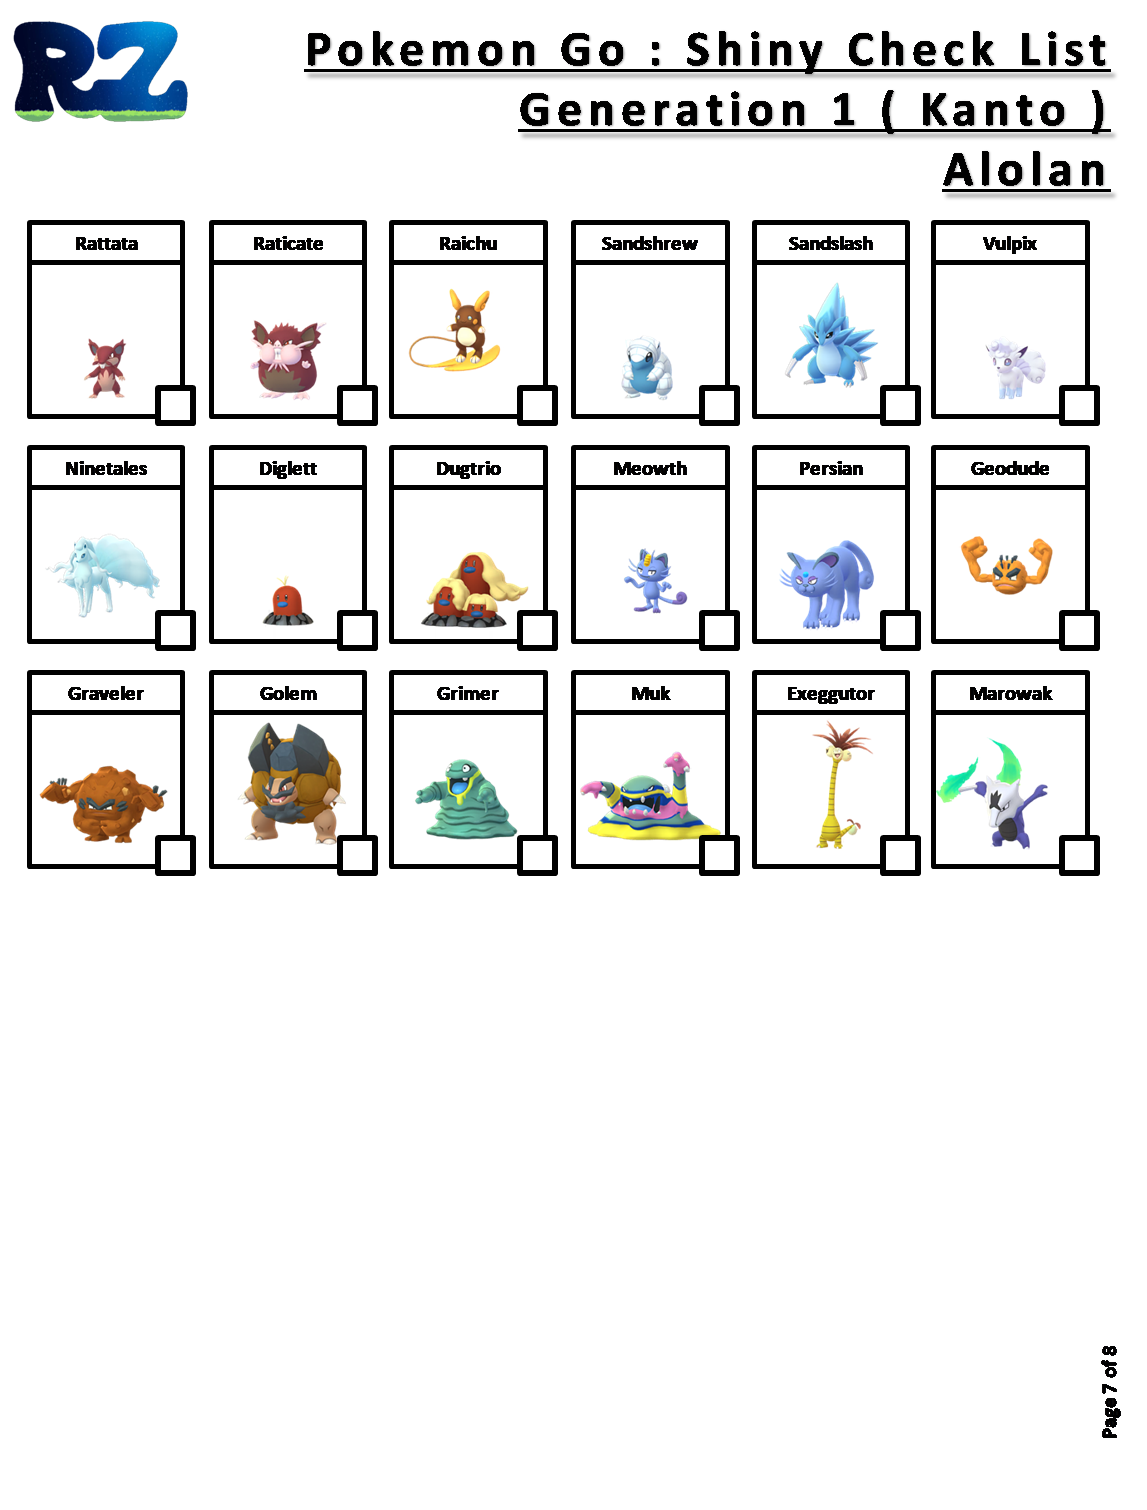 RZ
Pokemon Go : Shiny Check List
Generation 1 ( Kanto )
Alolan
Rattata
Raticate
Raichu
Sandshrew
Sandslash
Vulpix
Ninetales
Diglett
Dugtrio
Meowth
Persian
Geodude
Graveler
Golem
Grimer
Muk
Exeggutor
Marowak
Page 7 of 8